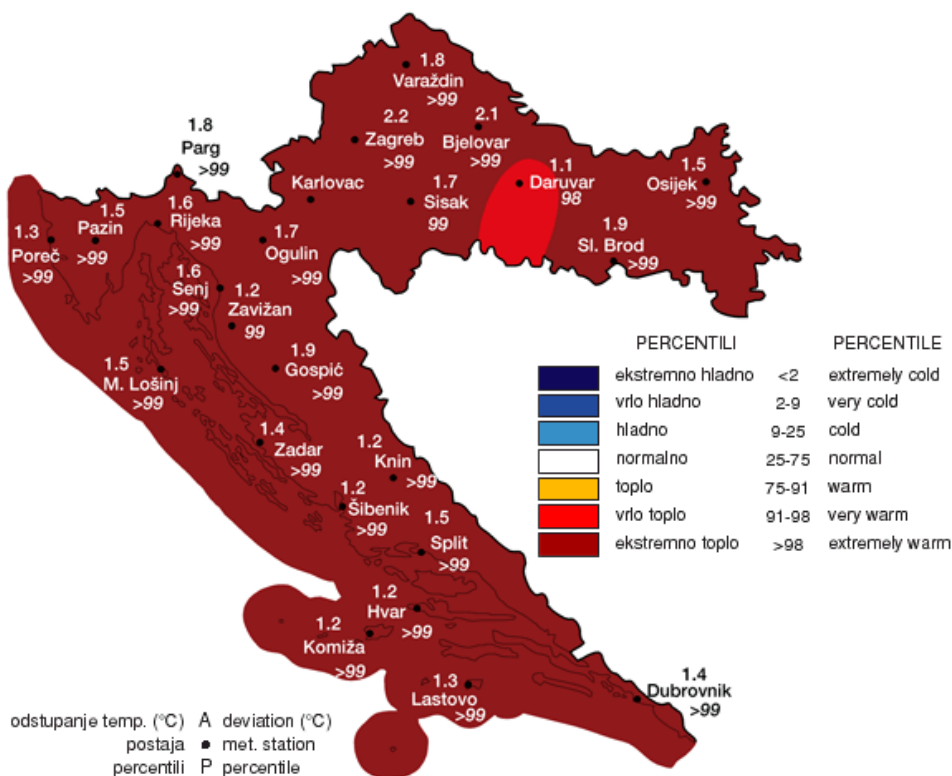 1.8
Varaždin
>99
2.2
Zagreb
>99
2.1
Bjelovar
>99
1.8
Parg
>99
Karlovac
1.7
Sisak
99
1.1
Daruvar
98
1.5
Osijek
>99
1.9
Sl. Brod
>99
1.3
Poreč
>99
1.5
Pazin
>99
1.6
Rijeka
>99
1.7
Ogulin
>99
1.6
Senj
>99
1.2
Zavižan
99
1.9
Gospić
>99
1.5
M. Lošinj
>99
1.4
Zadar
>99
1.2
Knin
>99
1.2
Šibenik
>99
1.5
Split
>99
1.2
Hvar
>99
1.2
Komiža
>99
1.3
Lastovo
>99
1.4
Dubrovnik
>99
PERCENTILI PERCENTILE
ekstremno hladno <2 extremely cold
vrlo hladno 2-9 very cold
hladno 9-25 cold
normalno 25-75 normal
toplo 75-91 warm
vrlo toplo 91-98 very warm
ekstremno toplo >98 extremely warm
odstupanje temp. (°C) A deviation (°C)
postaja met. station
percentili P percentile